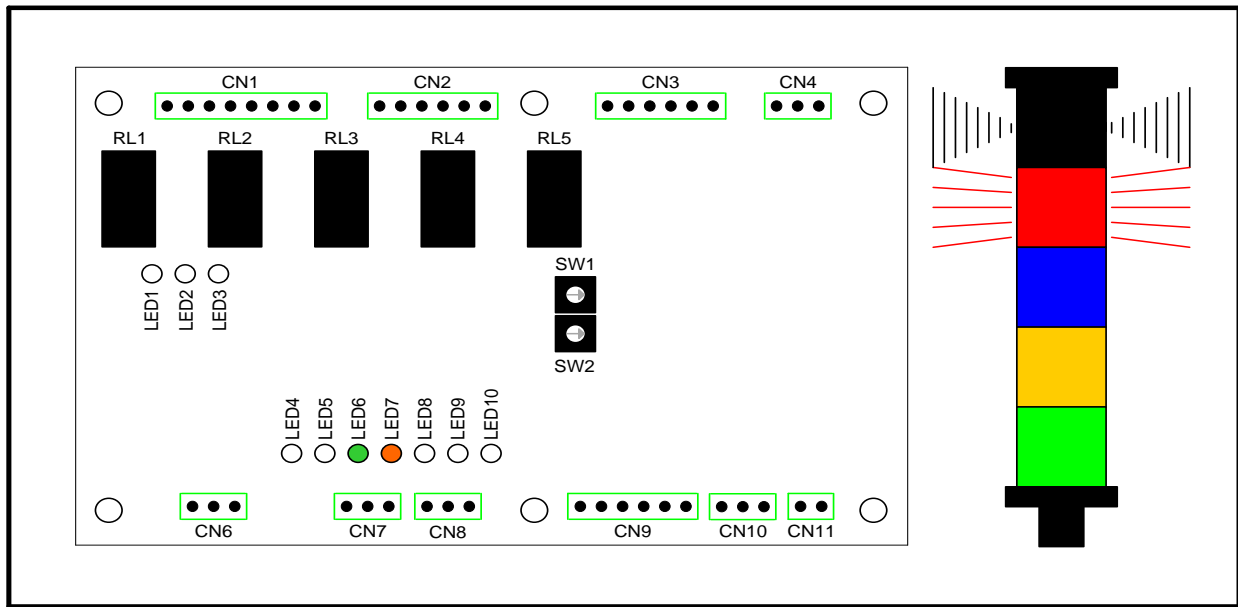 CN1 CN2 CN3 CN4
RL1 RL2 RL3 RL4 RL5
SW1
LED1 LED2 LED3
SW2
LED4 LED5 LED6 LED7 LED8 LED9 LED10
CN6 CN7 CN8 CN9 CN10 CN11